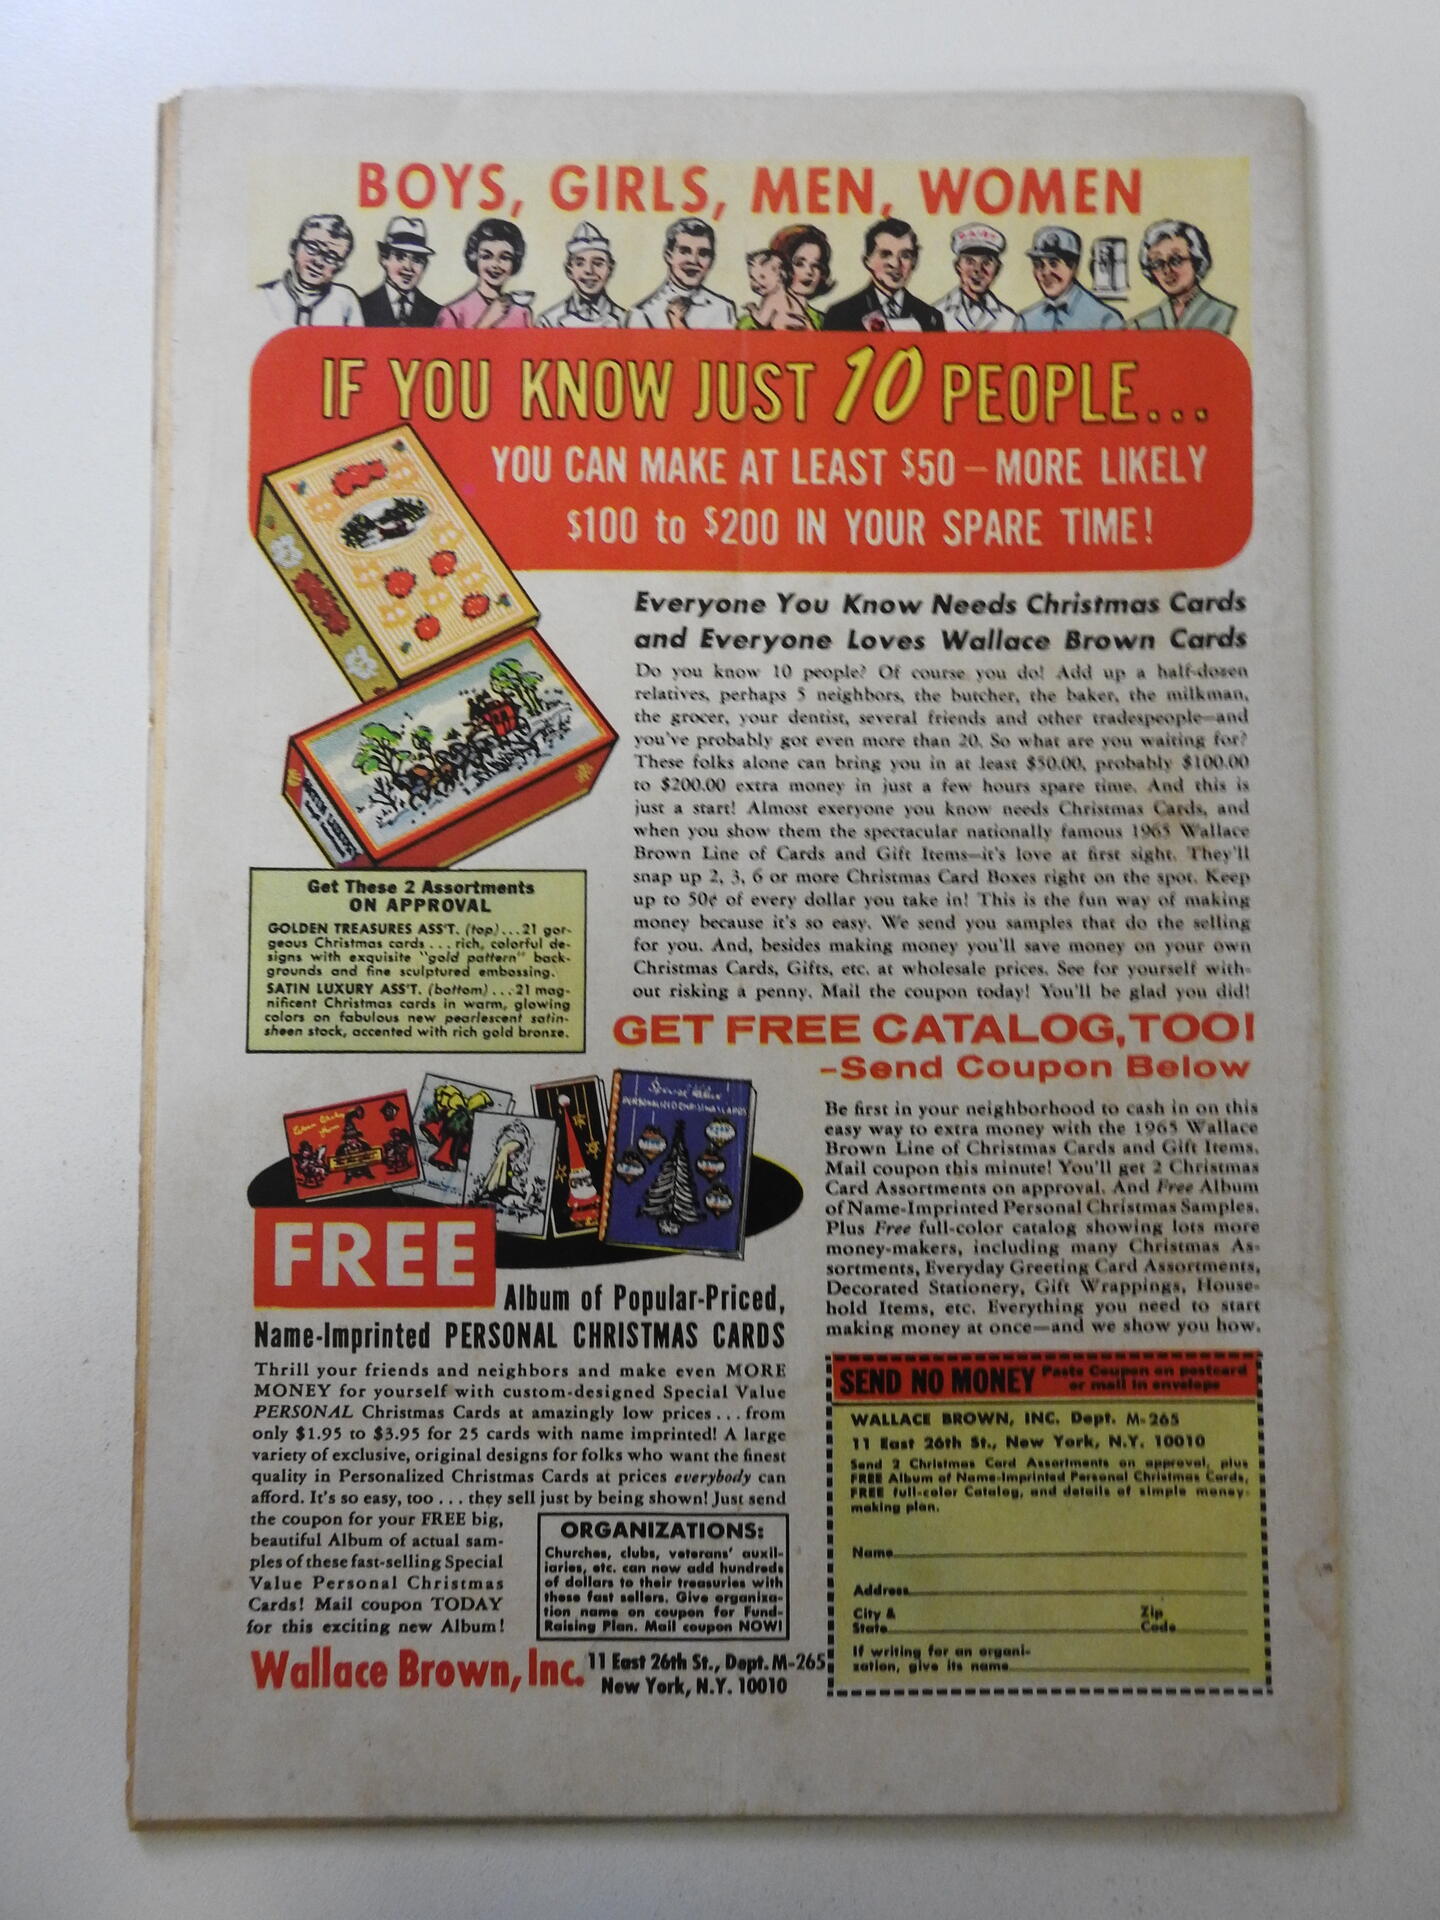 BOYS, GIRLS, MEN, WOMEN
DAIRY
IF YOU KNOW JUST 10 PEOPLE...
YOU CAN MAKE AT LEAST $50 – MORE LIKELY
$100 to $200 IN YOUR SPARE TIME!
Everyone You Know Needs Christmas Cards
and Everyone Loves Wallace Brown Cards
Do you know 10 people? Of course you do! Add up a half-dozen
relatives, perhaps 5 neighbors, the butcher, the baker, the milkman,
the grocer, your dentist, several friends and other tradespeople—and
you've probably got even more than 20. So what are you waiting for?
These folks alone can bring you in at least $50.00, probably $100.00
to $200.00 extra money in just a few hours spare time. And this is
just a start! Almost exeryone you know needs Christmas Cards, and
when you show them the spectacular nationally famous 1965 Wallace
Brown Line of Cards and Gift Items—it's love at first sight. They'll
snap up 2, 3, 6 or more Christmas Card Boxes right on the spot. Keep
up to 50¢ of every dollar you take in! This is the fun way of making
money because it's so easy. We send you samples that do the selling
for you. And, besides making money you'll save money on your own
Christmas Cards, Gifts, etc. at wholesale prices. See for yourself with-
out risking a penny. Mail the coupon today! You'll be glad you did!
Get These 2 Assortments
ON APPROVAL
GOLDEN TREASURES ASS'T. (top)...21 gor-
geous Christmas cards ... rich, colorful de-
signs with exquisite "gold pattern" back-
grounds and fine sculptured embossing.
SATIN LUXURY ASS'T. (bottom) ...21 mag-
nificent Christmas cards in warm, glowing
colors on fabulous new pearlescent satin-
sheen stock, accented with rich gold bronze.
GET FREE CATALOG, TOO!
–Send Coupon Below
Be first in your neighborhood to cash in on this
easy way to extra money with the 1965 Wallace
Brown Line of Christmas Cards and Gift Items.
Mail coupon this minute! You'll get 2 Christmas
Card Assortments on approval. And Free Album
of Name-Imprinted Personal Christmas Samples.
Plus Free full-color catalog showing lots more
money-makers, including many Christmas As-
sortments, Everyday Greeting Card Assortments,
Decorated Stationery, Gift Wrappings, House-
hold Items, etc. Everything you need to start
making money at once—and we show you how.
Special Value
PERSONALIZED CHRISTMAS CARDS
FREE
Album of Popular-Priced,
Name-Imprinted PERSONAL CHRISTMAS CARDS
Thrill your friends and neighbors and make even MORE
MONEY for yourself with custom-designed Special Value
PERSONAL Christmas Cards at amazingly low prices...from
only $1.95 to $3.95 for 25 cards with name imprinted! A large
variety of exclusive, original designs for folks who want the finest
quality in Personalized Christmas Cards at prices everybody can
afford. It's so easy, too ... they sell just by being shown! Just send
the coupon for your FREE big,
beautiful Album of actual sam-
ples of these fast-selling Special
Value Personal Christmas
Cards! Mail coupon TODAY
for this exciting new Album!
ORGANIZATIONS:
Churches, clubs, veterans' auxil-
iaries, etc. can now add hundreds
of dollars to their treasuries with
these fast sellers. Give organiza-
tion name on coupon for Fund-
Raising Plan. Mail coupon NOW!
Wallace Brown, Inc. 11 East 26th St., Dept. M-265
New York, N.Y. 10010
SEND NO MONEY Paste Coupon on postcard
or mail in envelope
WALLACE BROWN, INC. Dept. M-265
11 East 26th St., New York, N.Y. 10010
Send 2 Christmas Card Assortments on approval, plus
FREE Album of Name-Imprinted Personal Christmas Cards,
FREE full-color Catalog, and details of simple money-
making plan.
Name
Address
City &
State
Zip
Code
If writing for an organi-
zation, give its name